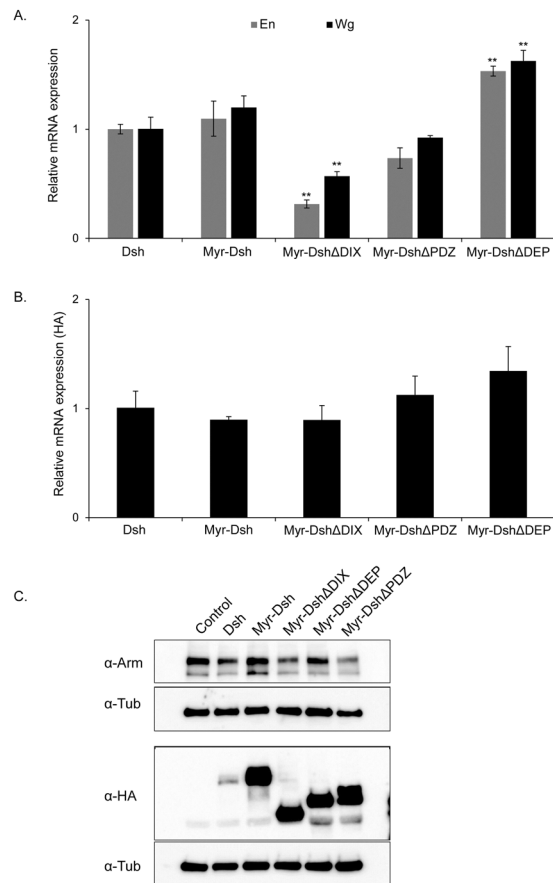 A.
En Wg
Relative mRNA expression
2
1
0
** ** ** **
Dsh Myr-Dsh Myr-DshΔDIX Myr-DshΔPDZ Myr-DshΔDEP
B.
Relative mRNA expression (HA)
2
1
0
Dsh Myr-Dsh Myr-DshΔDIX Myr-DshΔPDZ Myr-DshΔDEP
C.
Control Dsh Myr-Dsh Myr-DshΔDIX Myr-DshΔDEP Myr-DshΔPDZ
α-Arm
α-Tub
α-HA
α-Tub